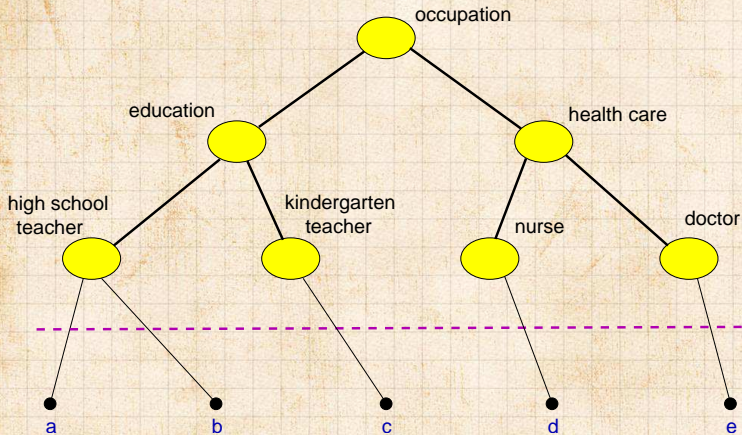 occupation
education
health care
high school
teacher
kindergarten
teacher
nurse
doctor
a
b
c
d
e